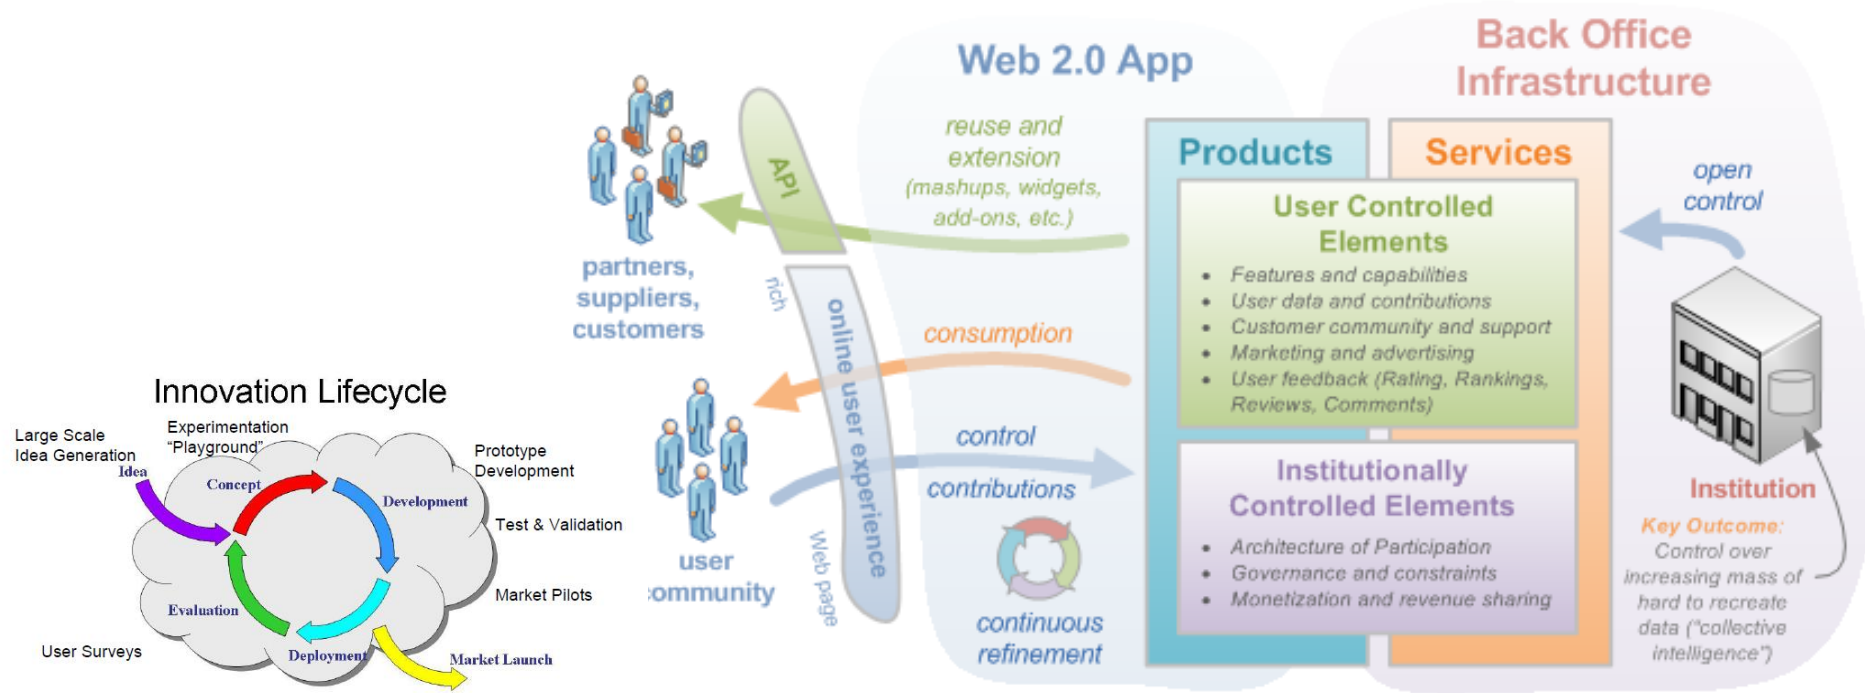 Innovation Lifecycle
Large Scale
Idea Generation
Experimentation
"Playground"
Prototype
Development
Idea
Concept
Development
Test & Validation
Market Pilots
Evaluation
Deployment
User Surveys
Market Launch
partners,
suppliers,
customers
user
community
API
rich
online user experience
Web page
Web 2.0 App
reuse and
extension
(mashups, widgets,
add-ons, etc.)
consumption
control
contributions
continuous
refinement
Back Office
Infrastructure
Products
Services
User Controlled
Elements
• Features and capabilities
• User data and contributions
• Customer community and support
• Marketing and advertising
• User feedback (Rating, Rankings,
Reviews, Comments)
Institutionally
Controlled Elements
• Architecture of Participation
• Governance and constraints
• Monetization and revenue sharing
open
control
Institution
Key Outcome:
Control over
increasing mass of
hard to recreate
data ("collective
intelligence")